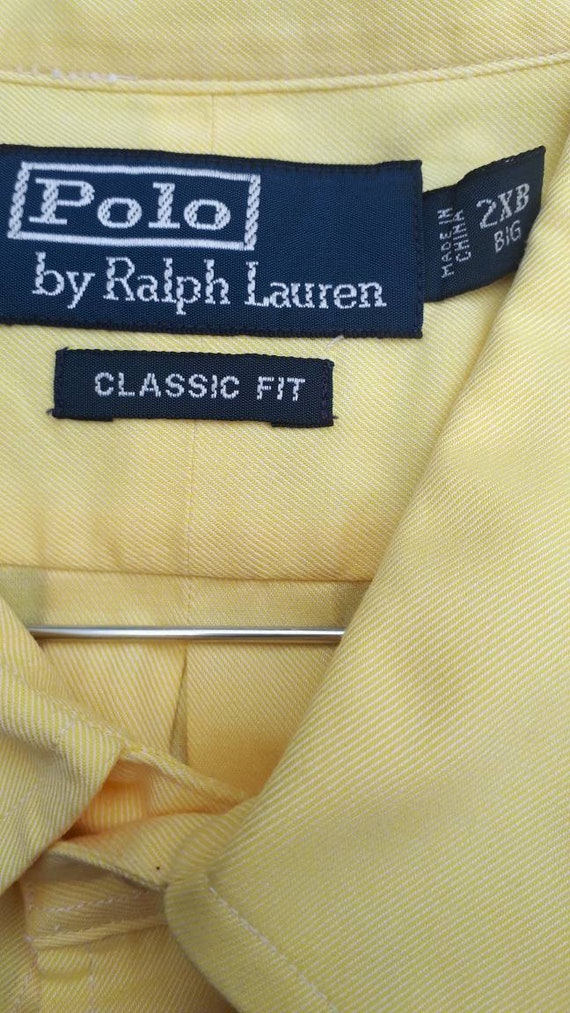 Polo
by Ralph Lauren
MADE IN
CHINA
2XB
BIG
CLASSIC FIT